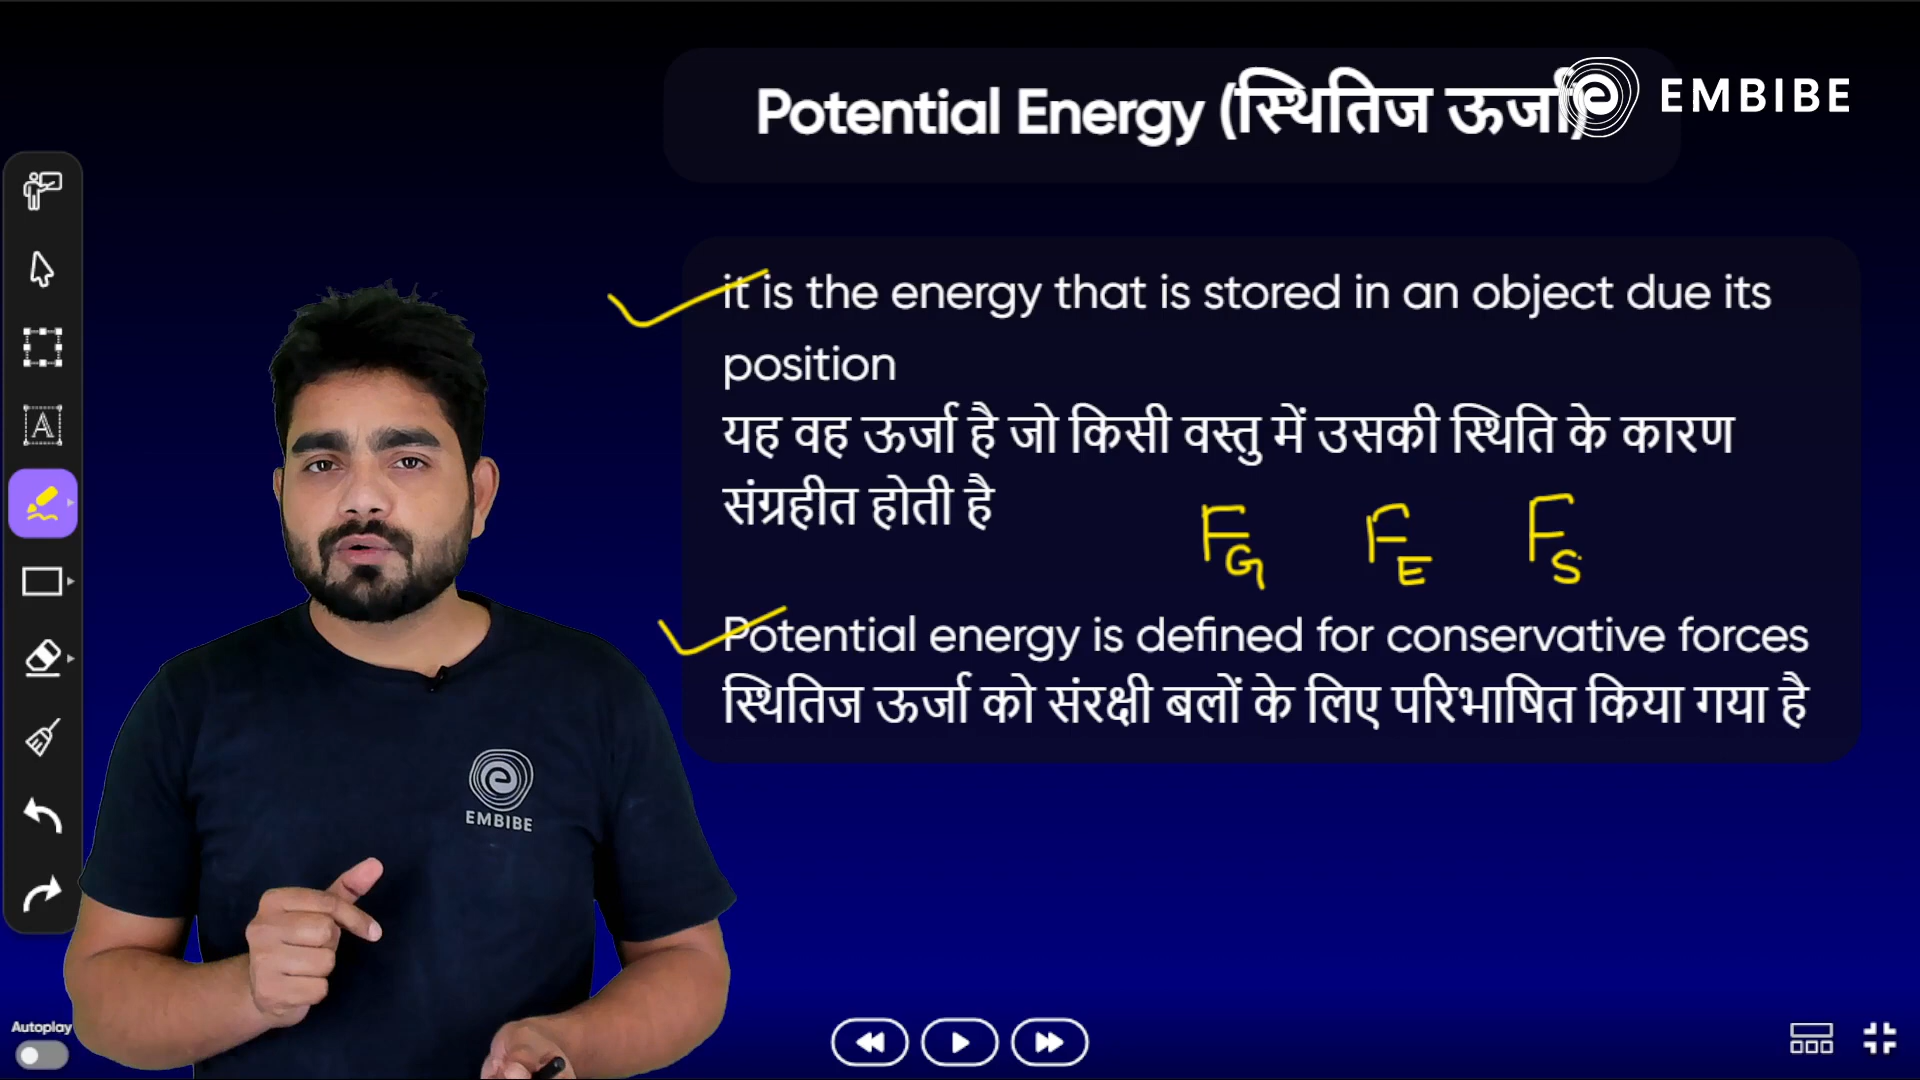 Potential Energy (स्थितिज ऊर्जा)
EMBIBE
it is the energy that is stored in an object due its
position
यह वह ऊर्जा है जो किसी वस्तु में उसकी स्थिति के कारण
संग्रहीत होती है
FG FE FS
Potential energy is defined for conservative forces
स्थितिज ऊर्जा को संरक्षी बलों के लिए परिभाषित किया गया है
EMBIBE
A
Autoplay